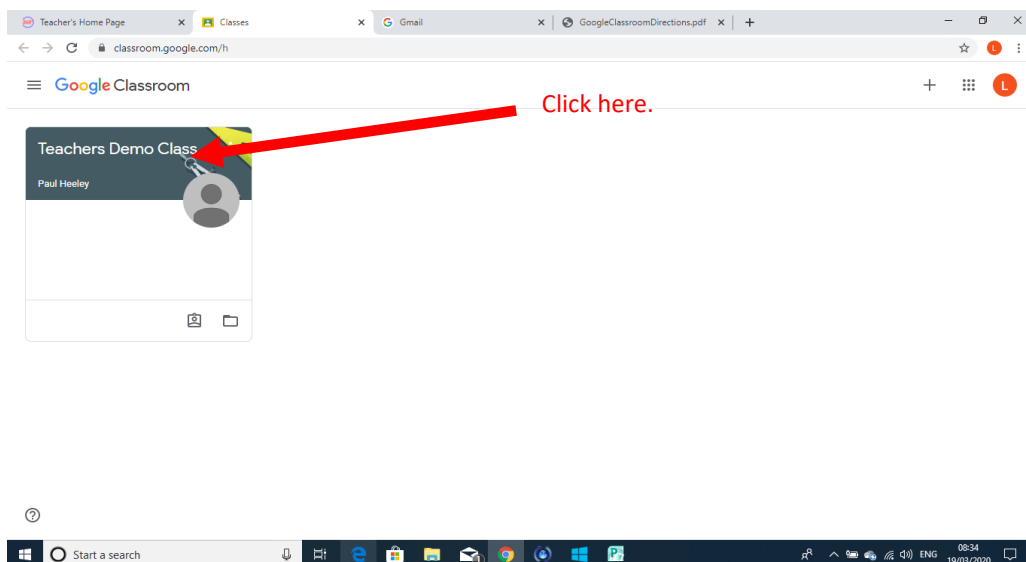 Teacher's Home Page
Classes
Gmail
GoogleClassroomDirections.pdf
classroom.google.com/h
L
Google Classroom
L
Click here.
Teachers Demo Class
Paul Heeley
Start a search
ENG
08:34
19/03/2020